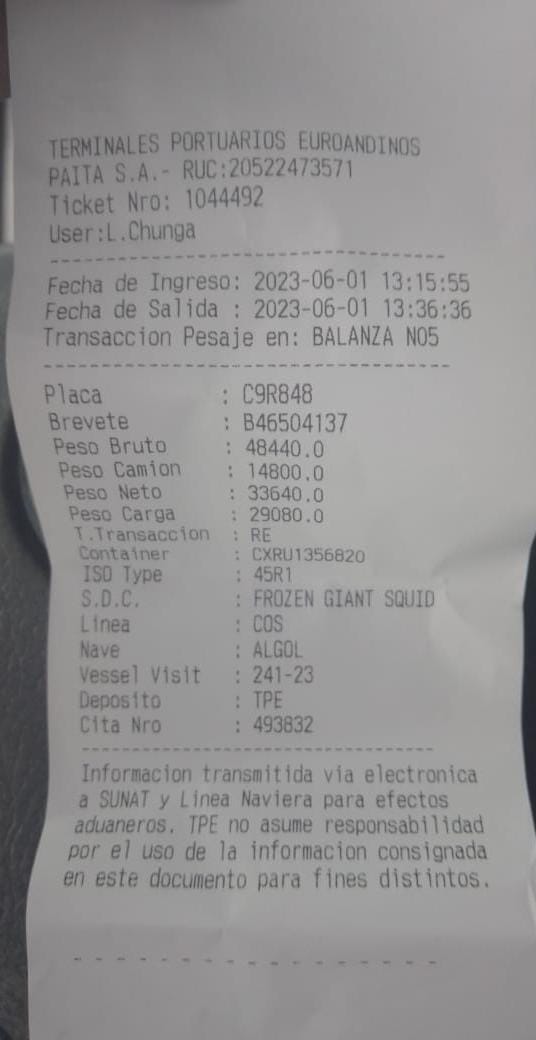 TERMINALES PORTUARIOS EUROANDINOS
PAITA S.A.- RUC:20522473571
Ticket Nro: 1044492
User:L.Chunga
Fecha de Ingreso: 2023-06-01 13:15:55
Fecha de Salida : 2023-06-01 13:36:36
Transaccion Pesaje en: BALANZA NO5
Placa : C9R848
Brevete : B46504137
Peso Bruto : 48440.0
Peso Camion : 14800.0
Peso Neto : 33640.0
Peso Carga : 29080.0
T.Transaccion : RE
Container : CXRU1356820
ISO Type : 45R1
S.D.C. : FROZEN GIANT SQUID
Linea : COS
Nave : ALGOL
Vessel Visit : 241-23
Deposito : TPE
Cita Nro : 493832
Informacion transmitida via electronica
a SUNAT y Linea Naviera para efectos
aduaneros. TPE no asume responsabilidad
por el uso de la informacion consignada
en este documento para fines distintos.